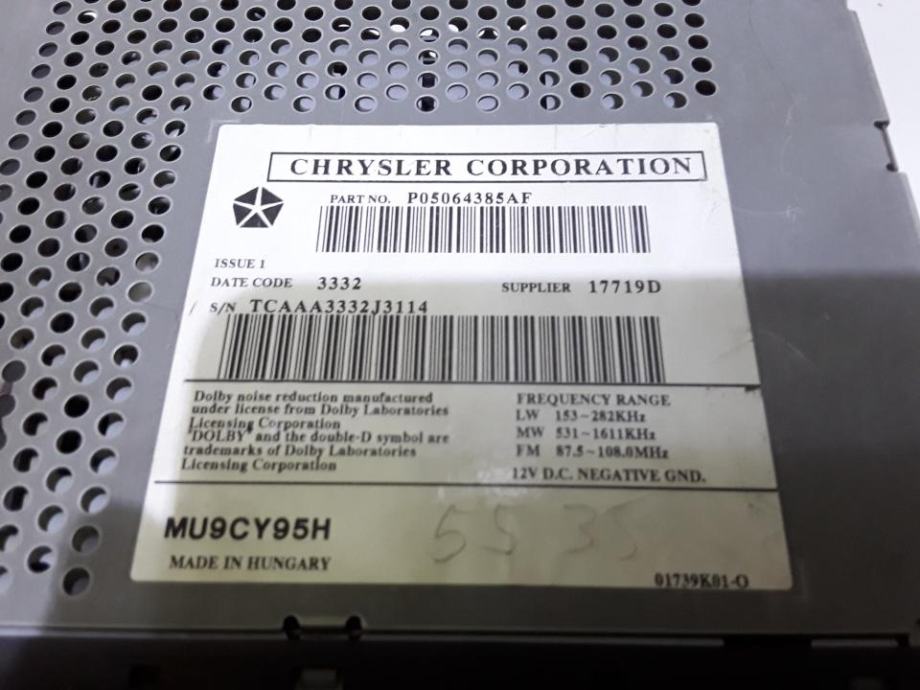 CHRYSLER CORPORATION
PART NO. P05064385AF
ISSUE 1
DATE CODE 3332 SUPPLIER 17719D
S/N TCAAA3332J3114
Dolby noise reduction manufactured
under license from Dolby Laboratories
Licensing Corporation
"DOLBY" and the double-D symbol are
trademarks of Dolby Laboratories
Licensing Corporation
FREQUENCY RANGE
LW 153~282KHz
MW 531~1611KHz
FM 87.5~108.0MHz
12V D.C. NEGATIVE GND.
MU9CY95H
55 35
MADE IN HUNGARY
01739K01-O